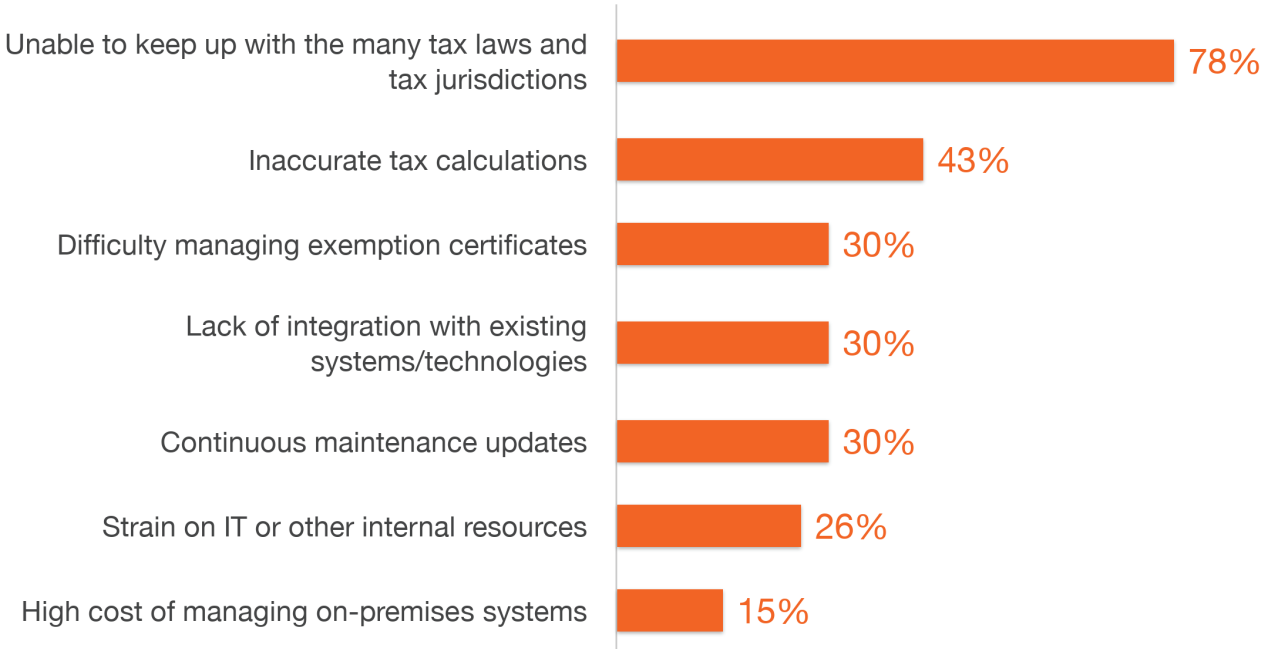 Unable to keep up with the many tax laws and
tax jurisdictions
78%
Inaccurate tax calculations
43%
Difficulty managing exemption certificates
30%
Lack of integration with existing
systems/technologies
30%
Continuous maintenance updates
30%
Strain on IT or other internal resources
26%
High cost of managing on-premises systems
15%